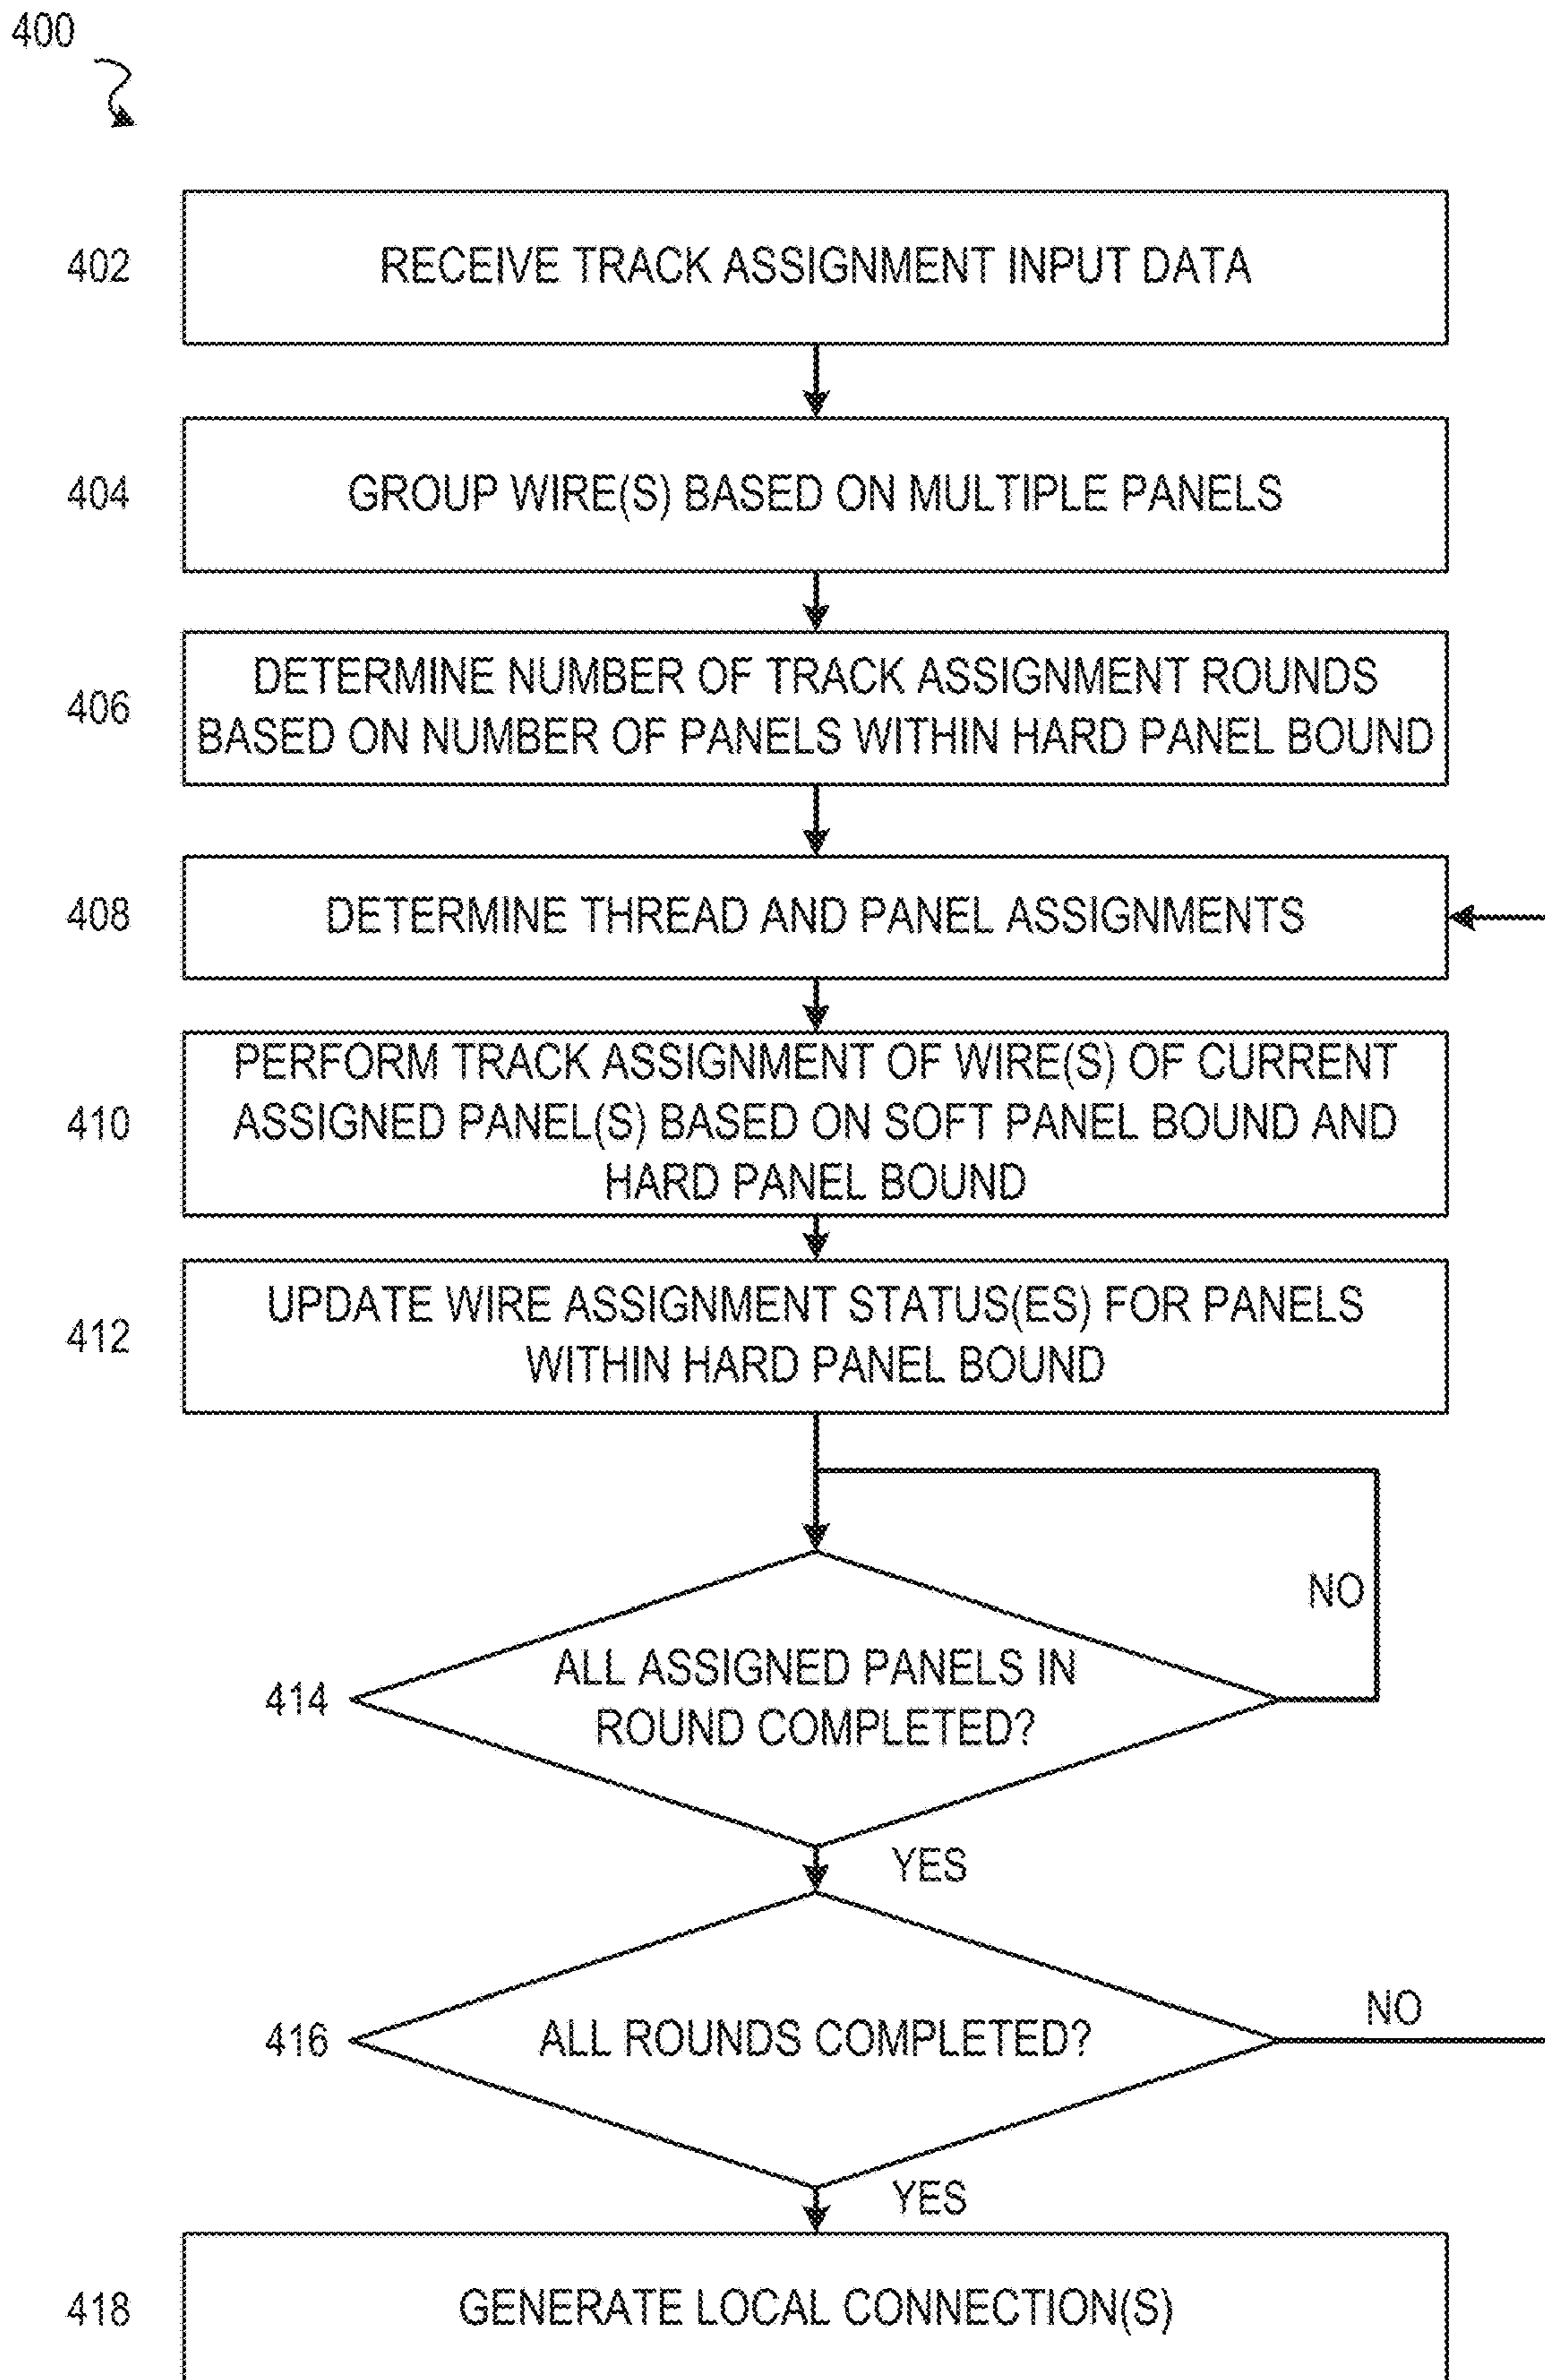 400
402
RECEIVE TRACK ASSIGNMENT INPUT DATA
404
GROUP WIRE(S) BASED ON MULTIPLE PANELS
406
DETERMINE NUMBER OF TRACK ASSIGNMENT ROUNDS
BASED ON NUMBER OF PANELS WITHIN HARD PANEL BOUND
408
DETERMINE THREAD AND PANEL ASSIGNMENTS
410
PERFORM TRACK ASSIGNMENT OF WIRE(S) OF CURRENT
ASSIGNED PANEL(S) BASED ON SOFT PANEL BOUND AND
HARD PANEL BOUND
412
UPDATE WIRE ASSIGNMENT STATUS(ES) FOR PANELS
WITHIN HARD PANEL BOUND
NO
414
ALL ASSIGNED PANELS IN
ROUND COMPLETED?
YES
416
ALL ROUNDS COMPLETED?
NO
YES
418
GENERATE LOCAL CONNECTION(S)